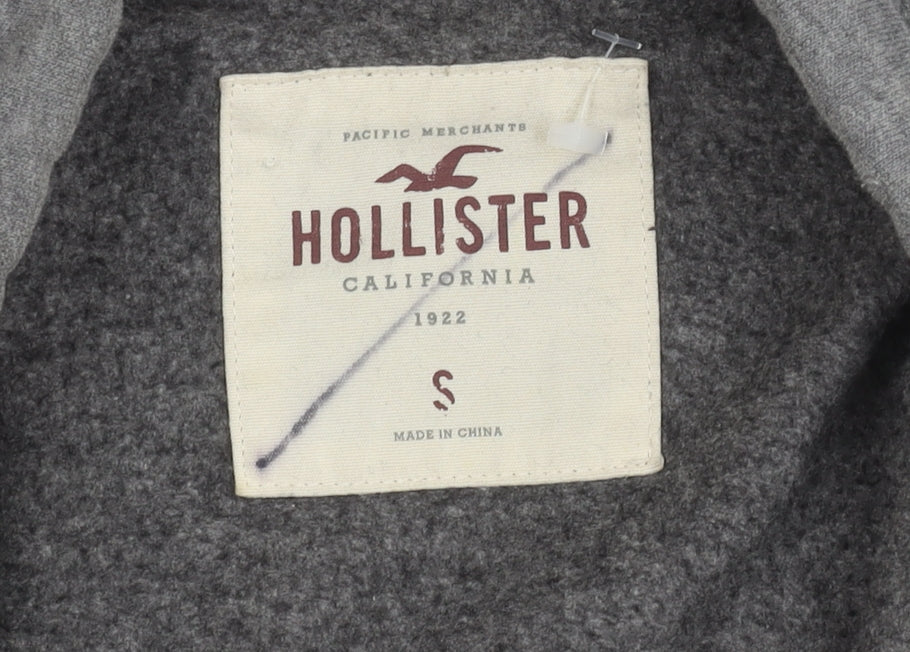 PACIFIC MERCHANTS
HOLLISTER
CALIFORNIA
1922
S
MADE IN CHINA